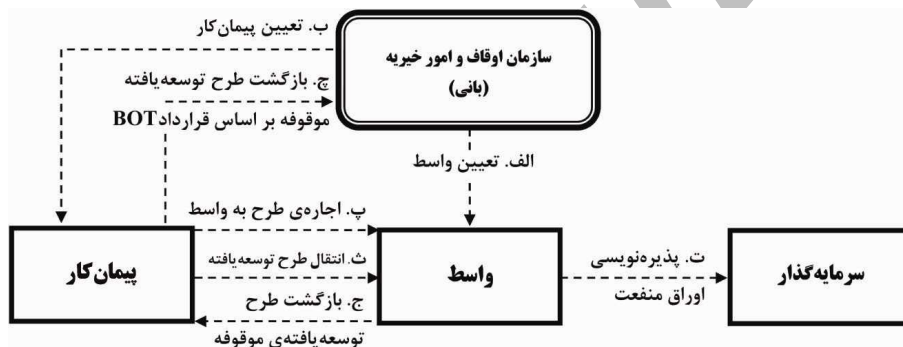 ب. تعیین پیمان‌کار
سازمان اوقاف و امور خیریه
(بانی)
چ. بازگشت طرح توسعه‌یافته
موقوفه بر اساس قرارداد BOT
الف. تعیین واسط
پ. اجاره‌ی طرح به واسط
پیمان‌کار
ث. انتقال طرح توسعه‌یافته
ج. بازگشت طرح
توسعه‌یافته‌ی موقوفه
واسط
ت. پذیره‌نویسی
اوراق منفعت
سرمایه‌گذار